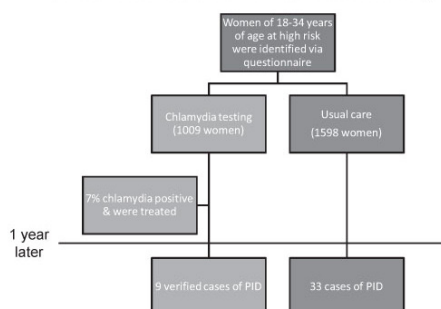 Women of 18-34 years
of age at high risk
were identified via
questionnaire
Chlamydia testing
(1009 women)
Usual care
(1598 women)
7% chlamydia positive
& were treated
1 year
later
9 verified cases of PID
33 cases of PID